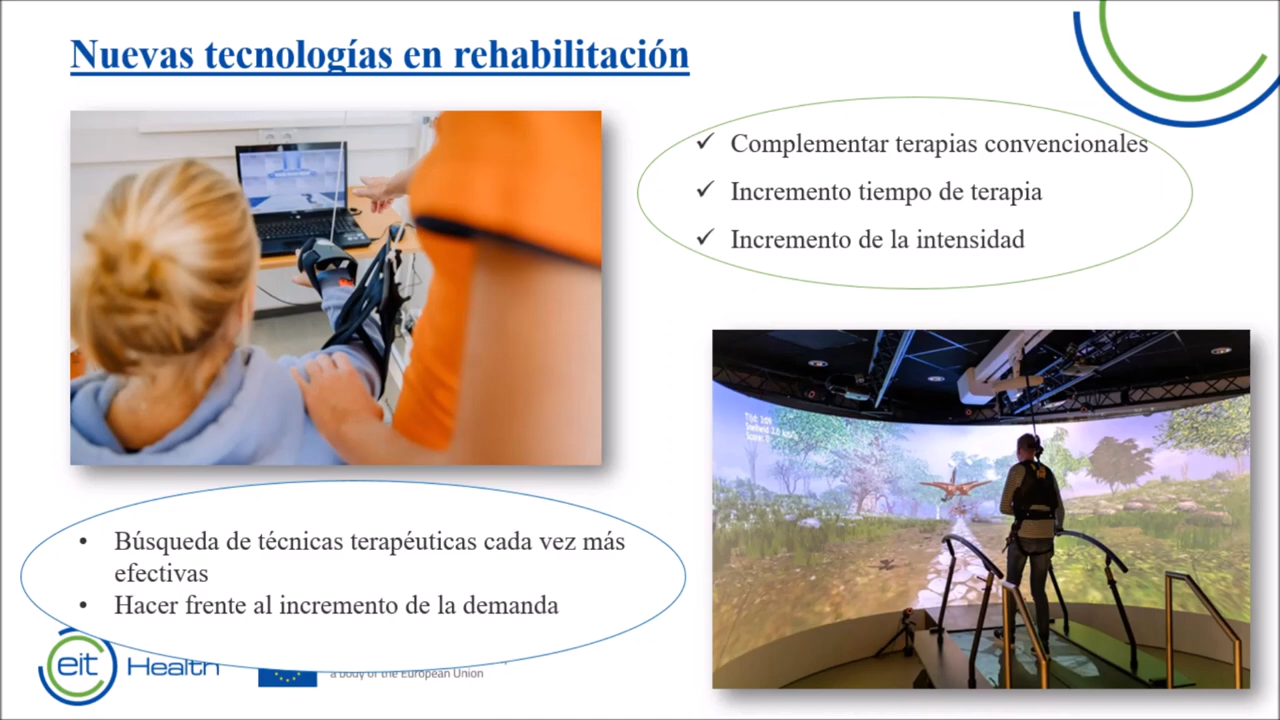 Nuevas tecnologías en rehabilitación
✓ Complementar terapias convencionales
✓ Incremento tiempo de terapia
✓ Incremento de la intensidad
• Búsqueda de técnicas terapéuticas cada vez más
efectivas
• Hacer frente al incremento de la demanda
eit Health
a body of the European Union